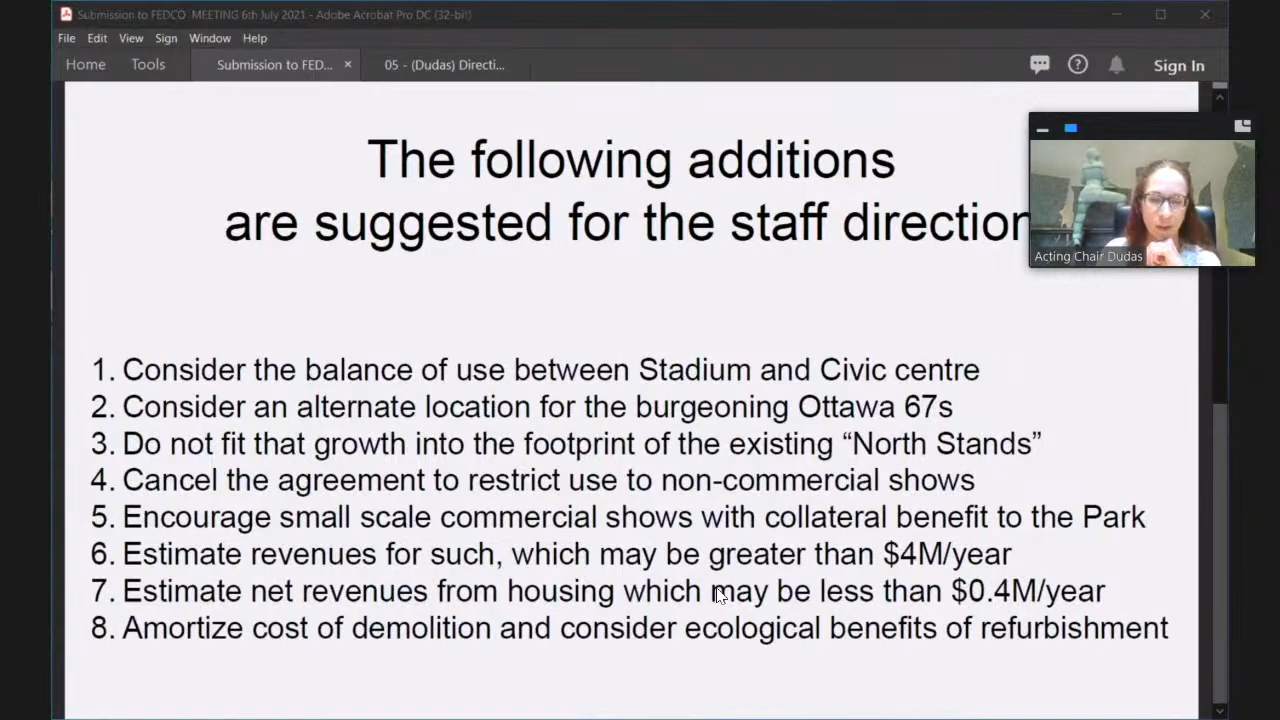 Submission to FEDCO MEETING 6th July 2021 - Adobe Acrobat Pro DC (32-bit)
File Edit View Sign Window Help
Home Tools Submission to FED... × 05 - (Dudas) Directi... Sign In
The following additions
are suggested for the staff direction
Acting Chair Dudas
1. Consider the balance of use between Stadium and Civic centre
2. Consider an alternate location for the burgeoning Ottawa 67s
3. Do not fit that growth into the footprint of the existing “North Stands”
4. Cancel the agreement to restrict use to non-commercial shows
5. Encourage small scale commercial shows with collateral benefit to the Park
6. Estimate revenues for such, which may be greater than $4M/year
7. Estimate net revenues from housing which may be less than $0.4M/year
8. Amortize cost of demolition and consider ecological benefits of refurbishment